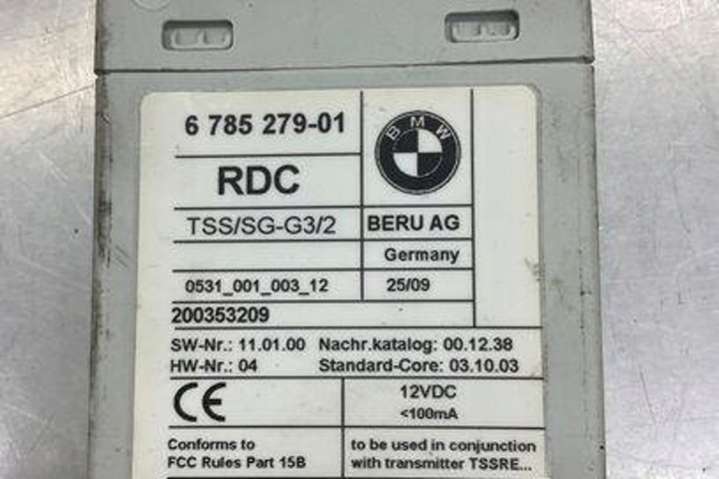 6 785 279-01
BMW
RDC
TSS/SG-G3/2
BERU AG
Germany
0531_001_003_12
25/09
200353209
SW-Nr.: 11.01.00 Nachr.katalog: 00.12.38
HW-Nr.: 04 Standard-Core: 03.10.03
CE
12VDC
<100mA
Conforms to
FCC Rules Part 15B
to be used in conjunction
with transmitter TSSRE...